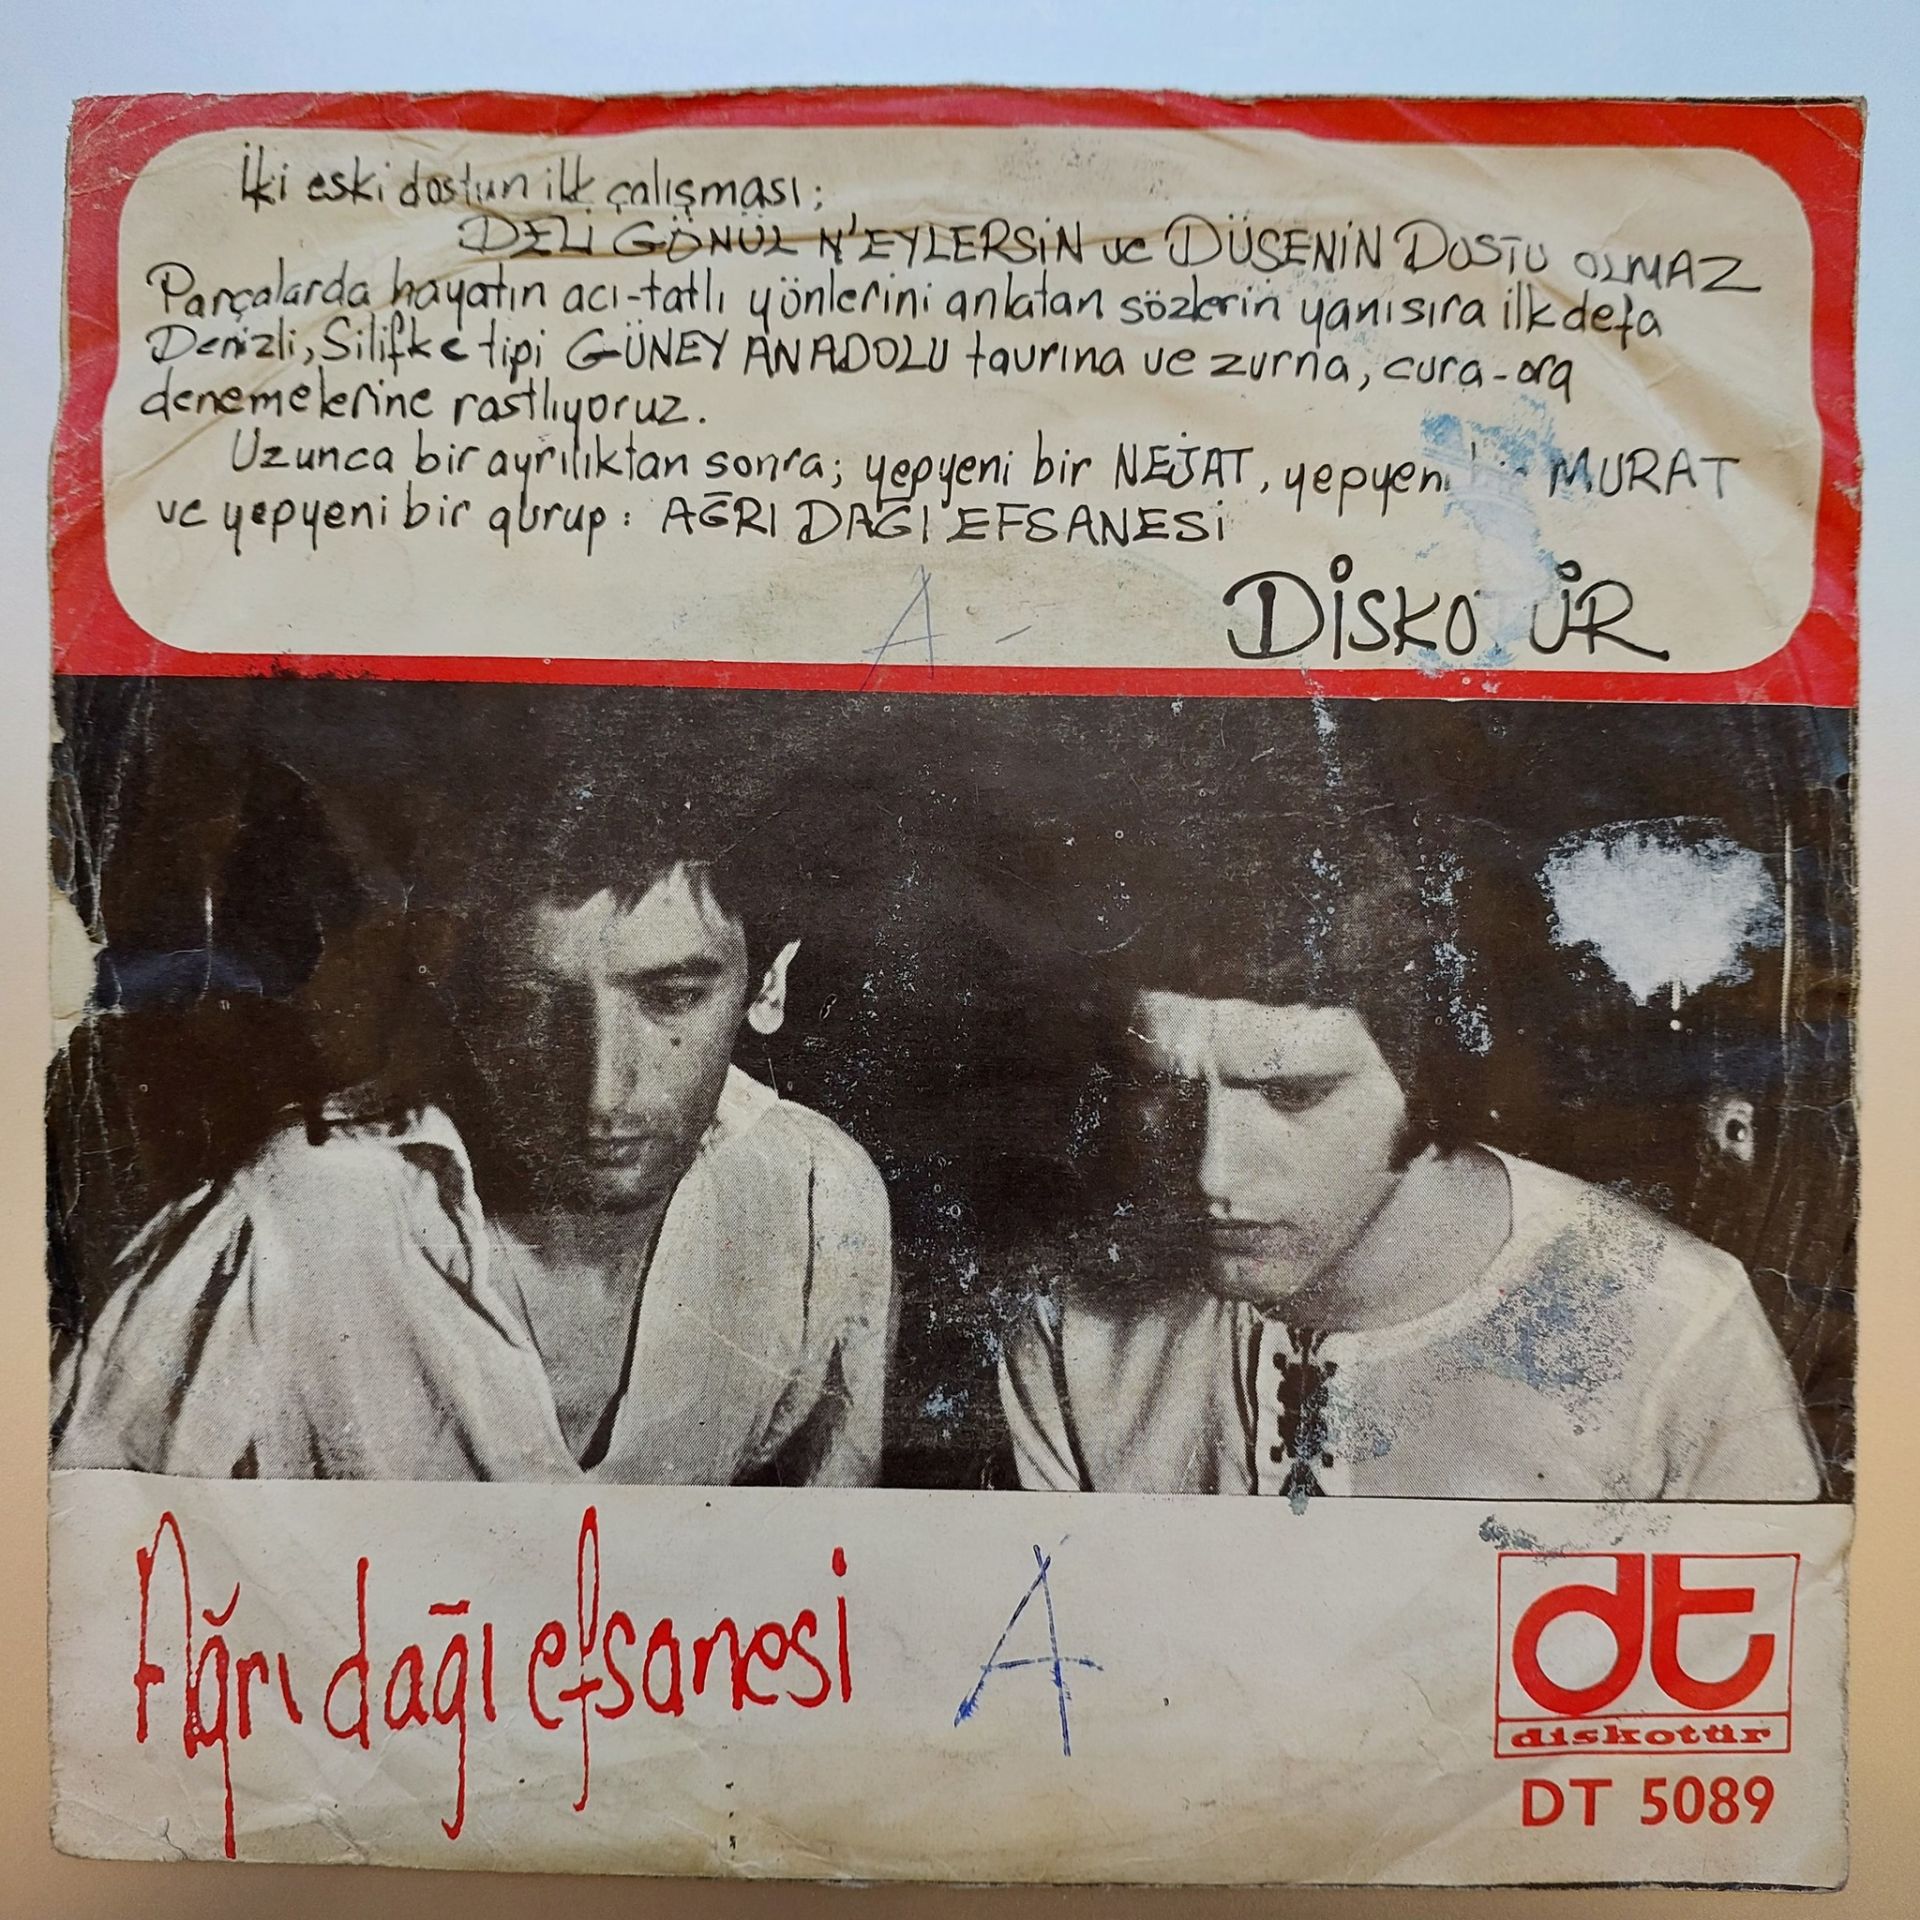 İki eski dostun ilk çalışması;
DELİ GÖNÜL N'EYLERSİN ve DÜŞENİN DOSTU OLMAZ
Parçalarda hayatın acı-tatlı yönlerini anlatan sözlerin yanısıra ilk defa
Denizli, Silifke tipi GÜNEY ANADOLU tavrına ve zurna, cura-org
denemelerine rastlıyoruz.
Uzunca bir ayrılıktan sonra; yepyeni bir NEJAT, yepyeni bir MURAT
ve yepyeni bir gurup: AĞRI DAĞI EFSANESİ
A -
DİSKOTÜR
Ağrı dağı efsanesi
A
dt
diskotür
DT 5089